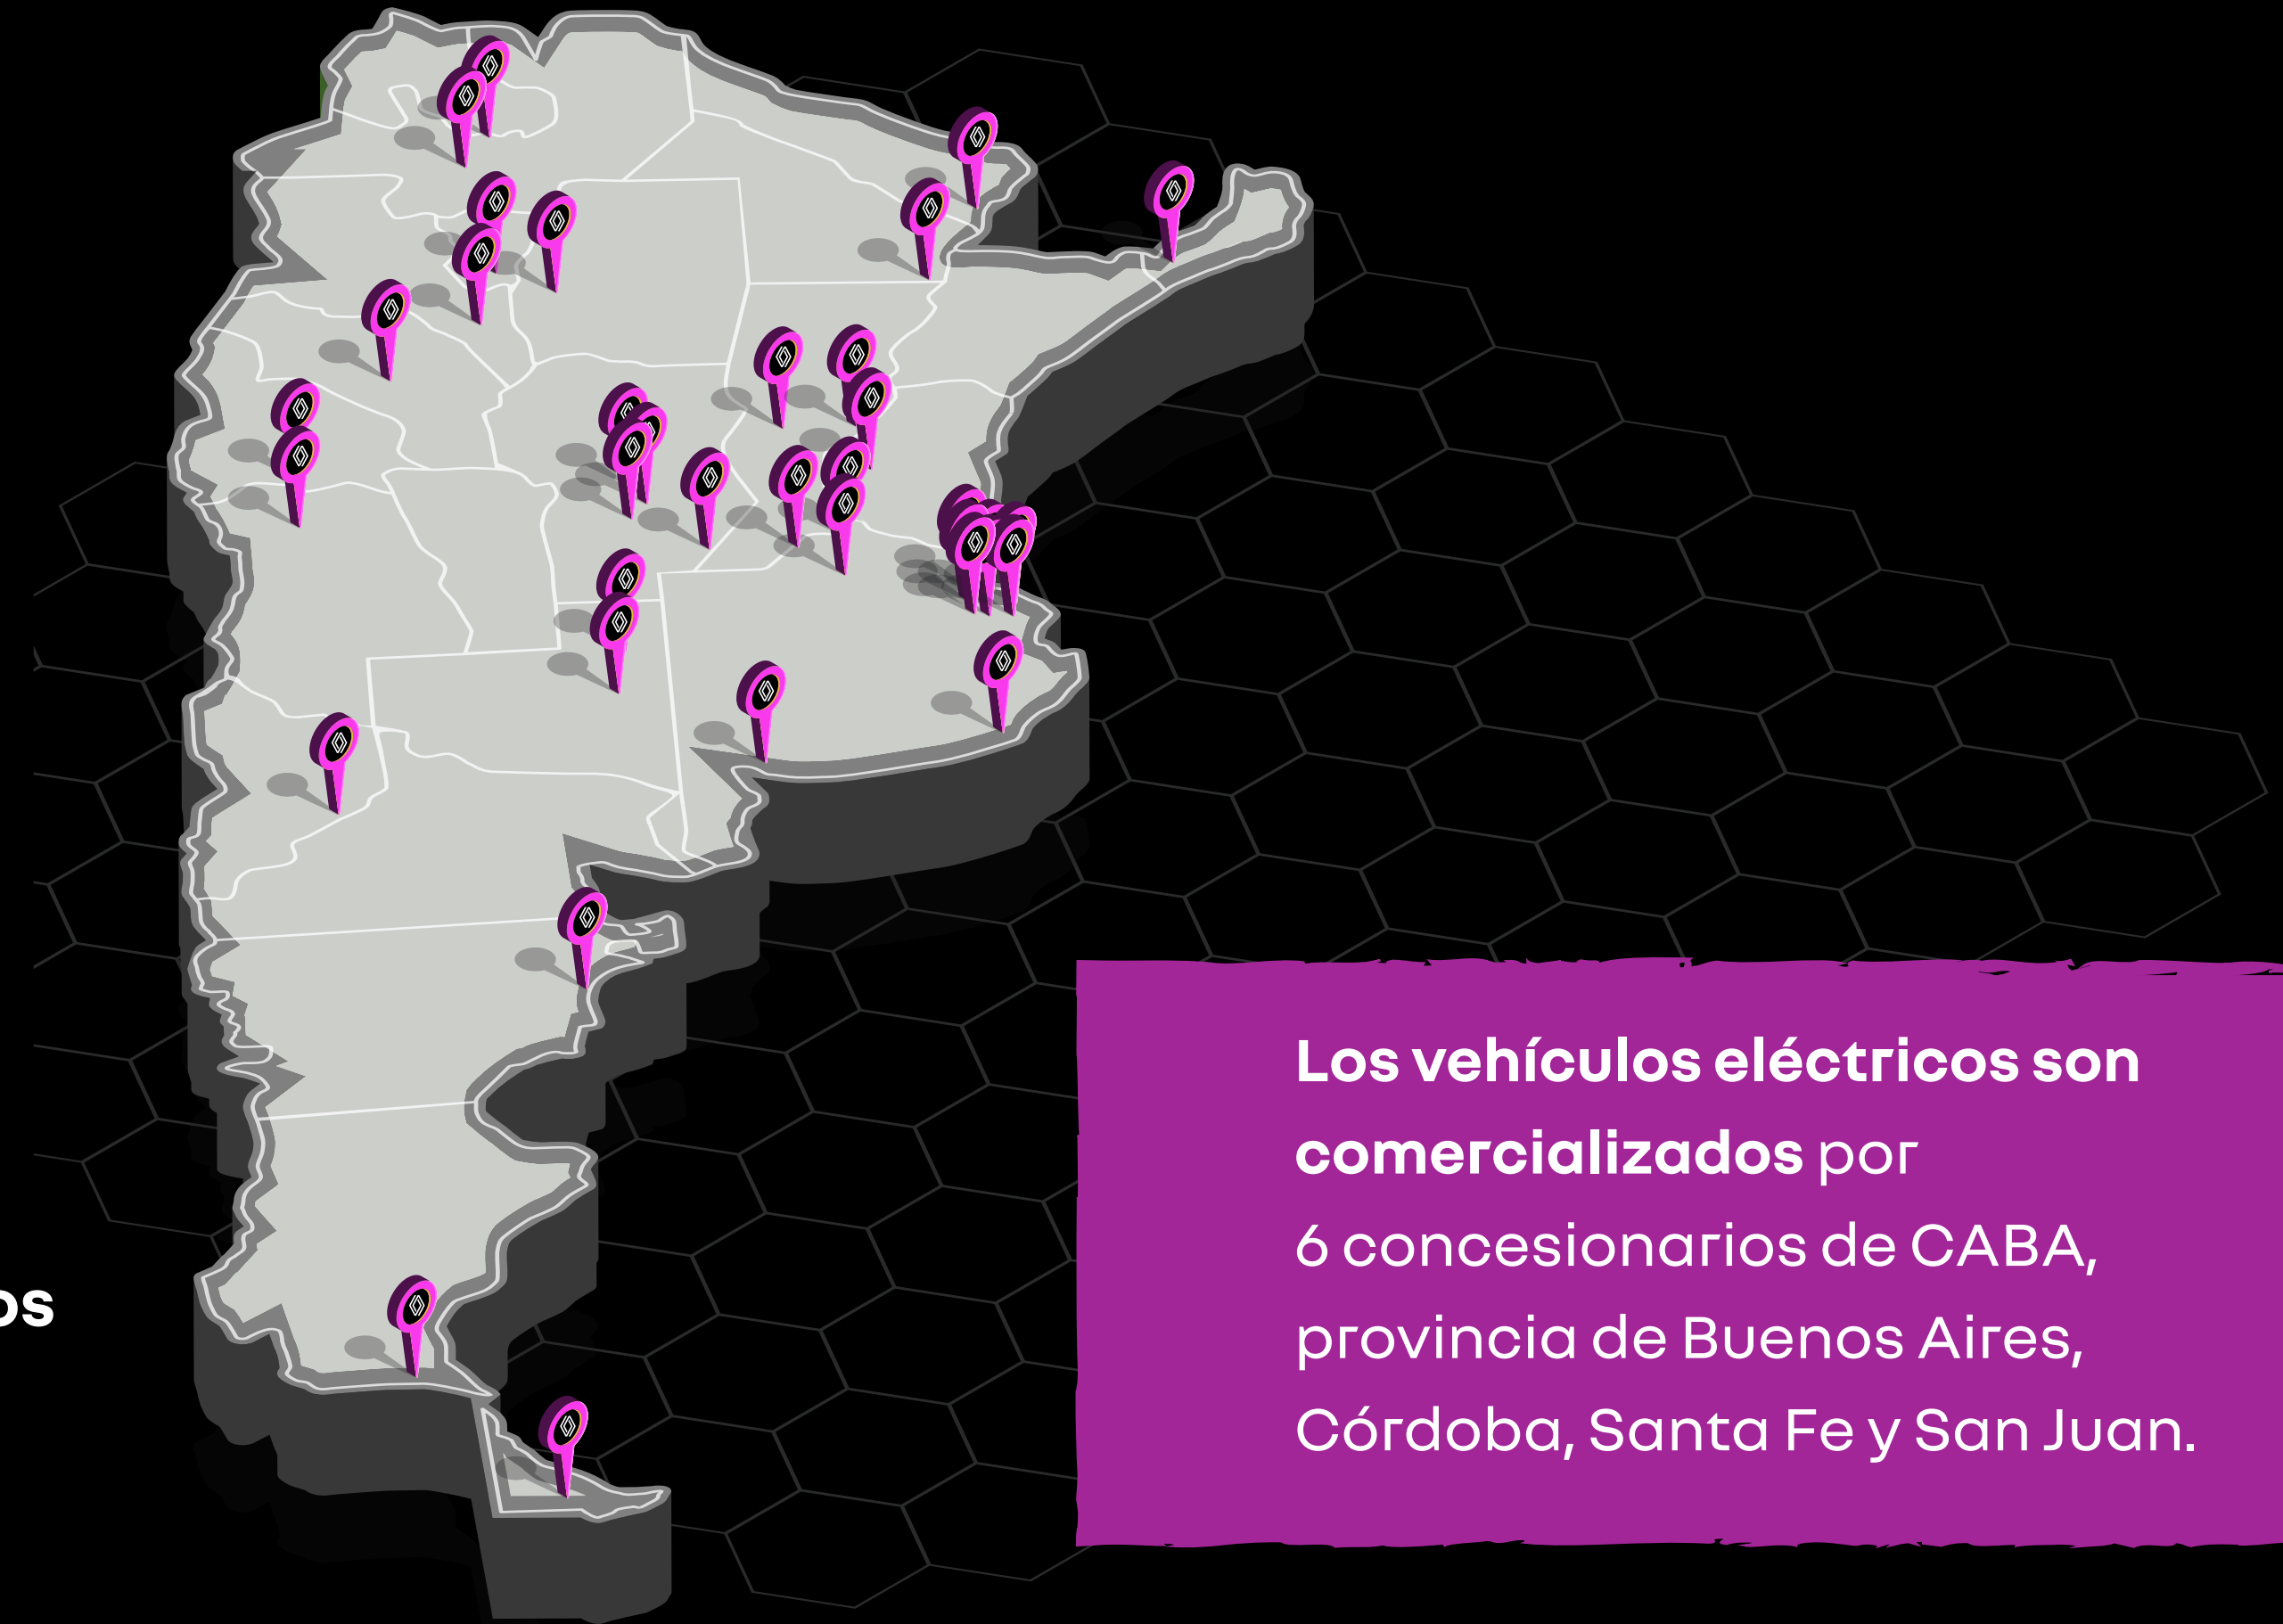 os
Los vehículos eléctricos son
comercializados por
6 concesionarios de CABA,
provincia de Buenos Aires,
Córdoba, Santa Fe y San Juan.